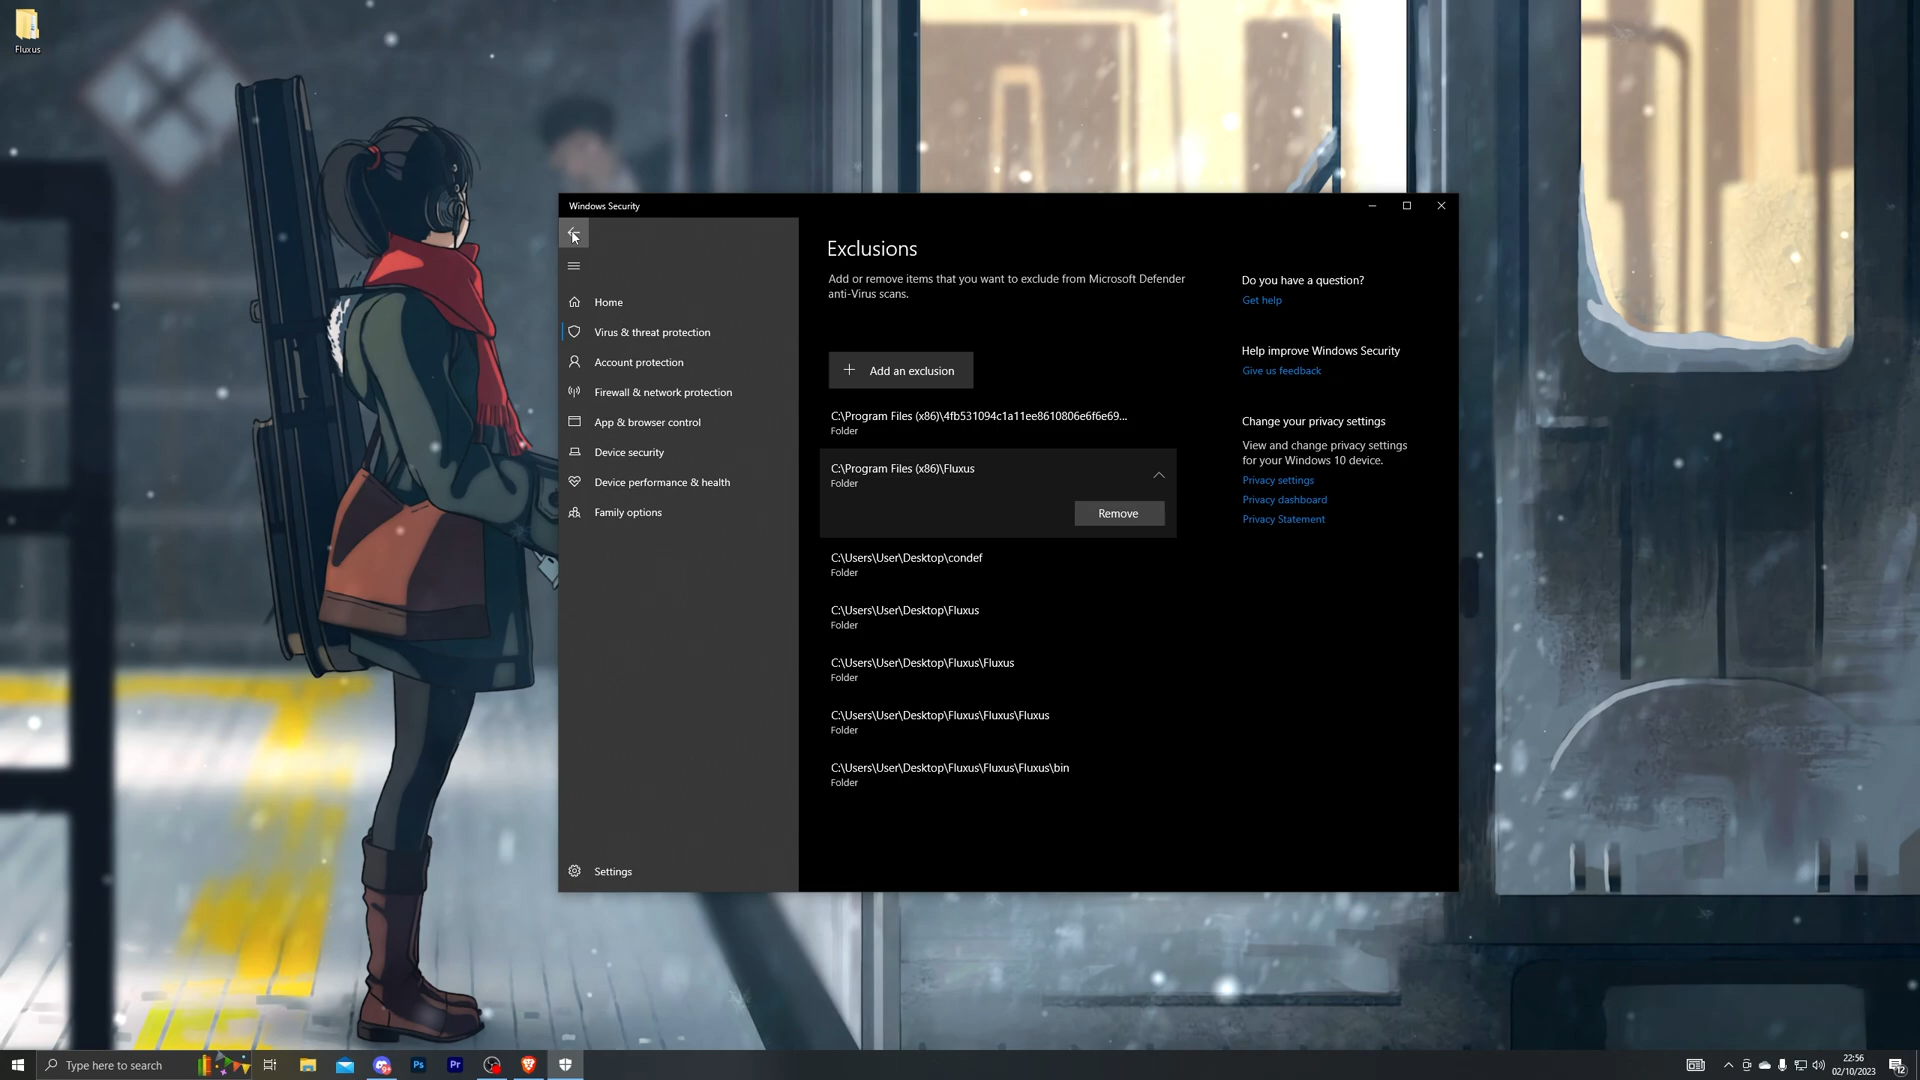 Fluxus
Windows Security
Home
Virus & threat protection
Account protection
Firewall & network protection
App & browser control
Device security
Device performance & health
Family options
Settings
Exclusions
Add or remove items that you want to exclude from Microsoft Defender
anti-Virus scans.
Add an exclusion
C:\Program Files (x86)\4fb531094c1a11ee8610806e6f6e69...
Folder
C:\Program Files (x86)\Fluxus
Folder
Remove
C:\Users\User\Desktop\condef
Folder
C:\Users\User\Desktop\Fluxus
Folder
C:\Users\User\Desktop\Fluxus\Fluxus
Folder
C:\Users\User\Desktop\Fluxus\Fluxus\Fluxus
Folder
C:\Users\User\Desktop\Fluxus\Fluxus\Fluxus\bin
Folder
Do you have a question?
Get help
Help improve Windows Security
Give us feedback
Change your privacy settings
View and change privacy settings
for your Windows 10 device.
Privacy settings
Privacy dashboard
Privacy Statement
Type here to search
Ps
Pr
22:56
02/10/2023
12